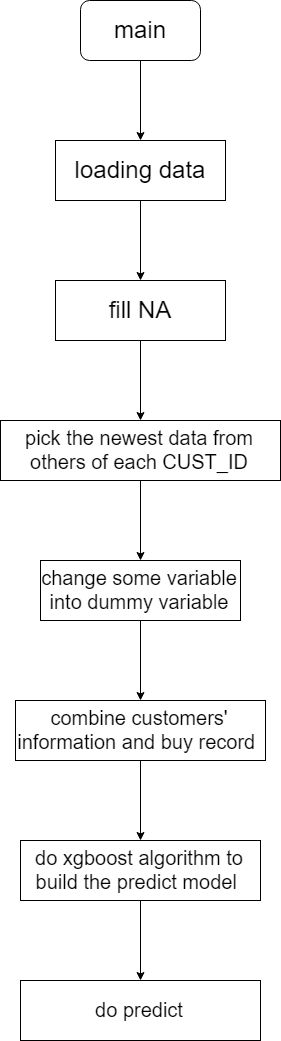 main
loading data
fill NA
pick the newest data from
others of each CUST_ID
change some variable
into dummy variable
combine customers'
information and buy record
do xgboost algorithm to
build the predict model
do predict